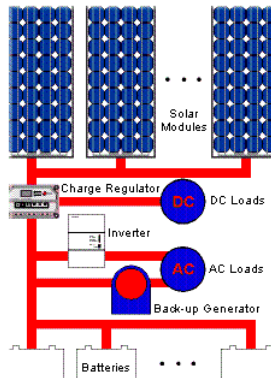 Solar
Modules
Charge Regulator
DC
DC Loads
Inverter
AC
AC Loads
Back-up Generator
Batteries